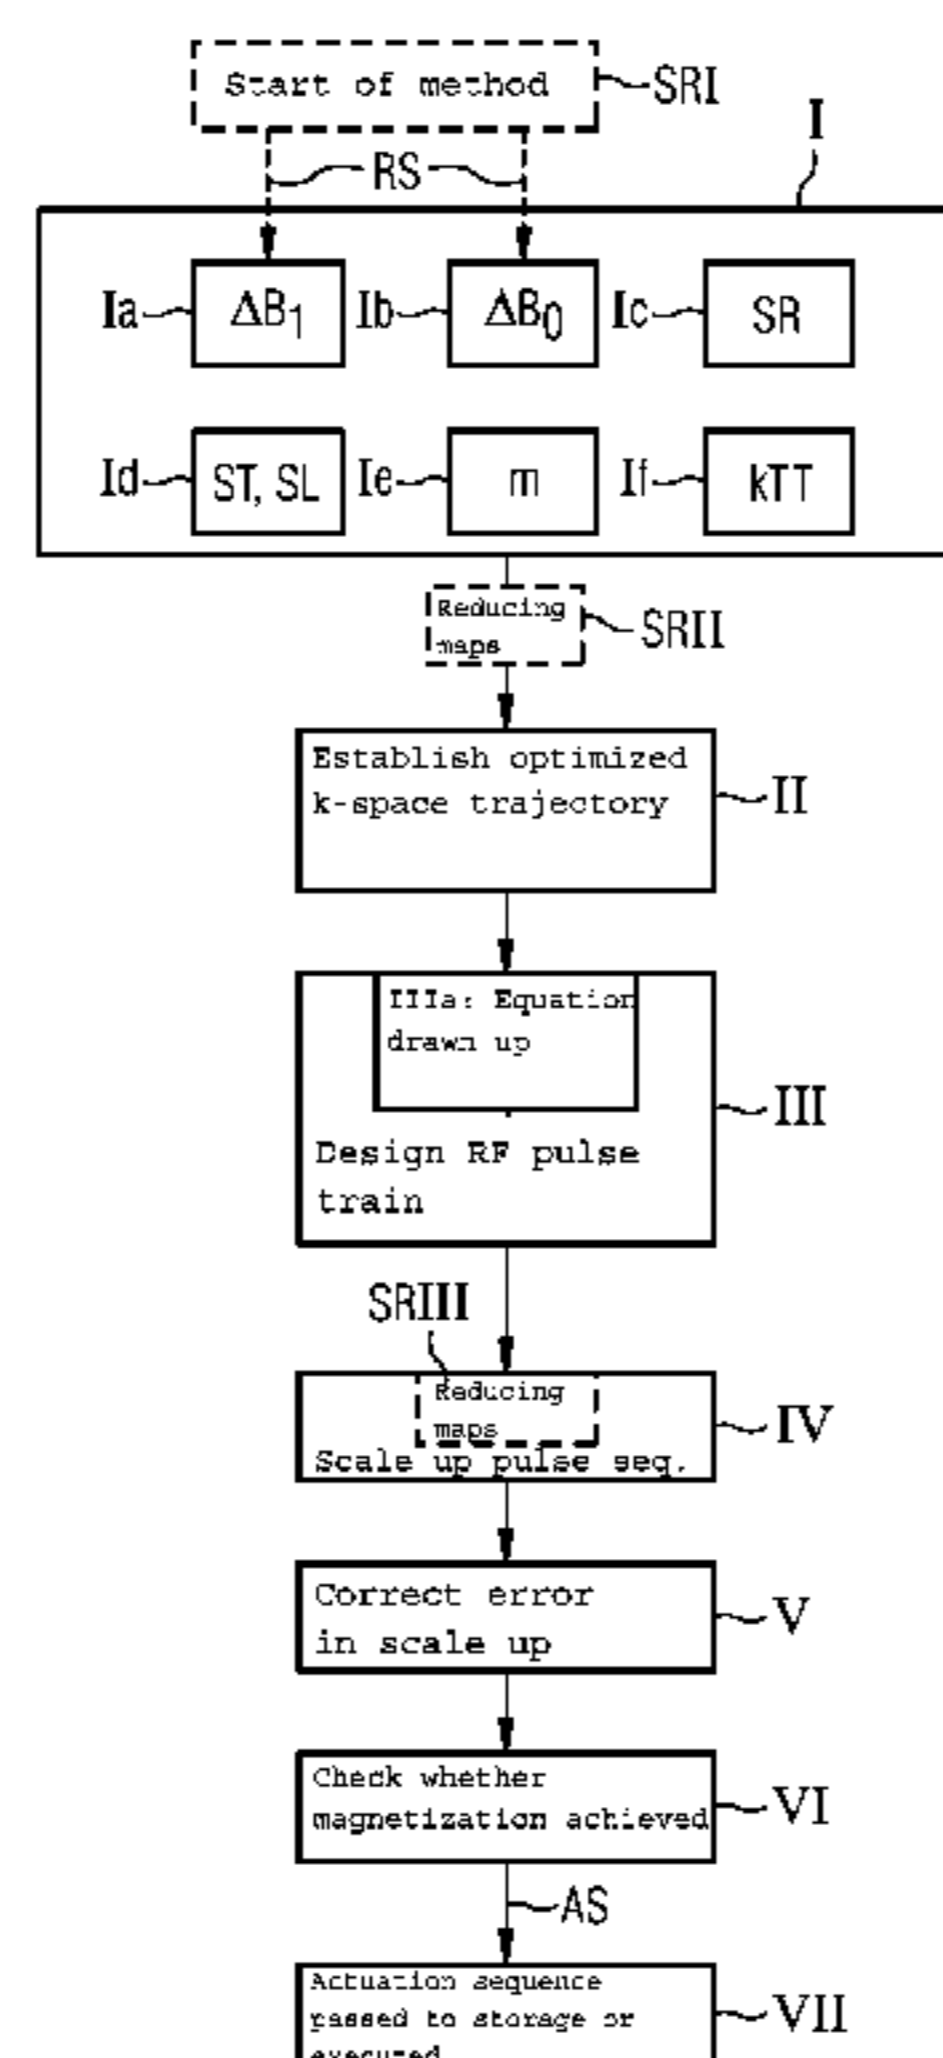 Start of method
SRI
RS
I
Ia
ΔB1
Ib
ΔB0
Ic
SR
Id
ST, SL
Ie
m
If
kTT
Reducing
maps
SRII
Establish optimized
k-space trajectory
II
IIIa: Equation
drawn up
Design RF pulse
train
III
SRIII
Reducing
maps
Scale up pulse seq.
IV
Correct error
in scale up
V
Check whether
magnetization achieved
VI
AS
Actuation sequence
passed to storage or
executed
VII